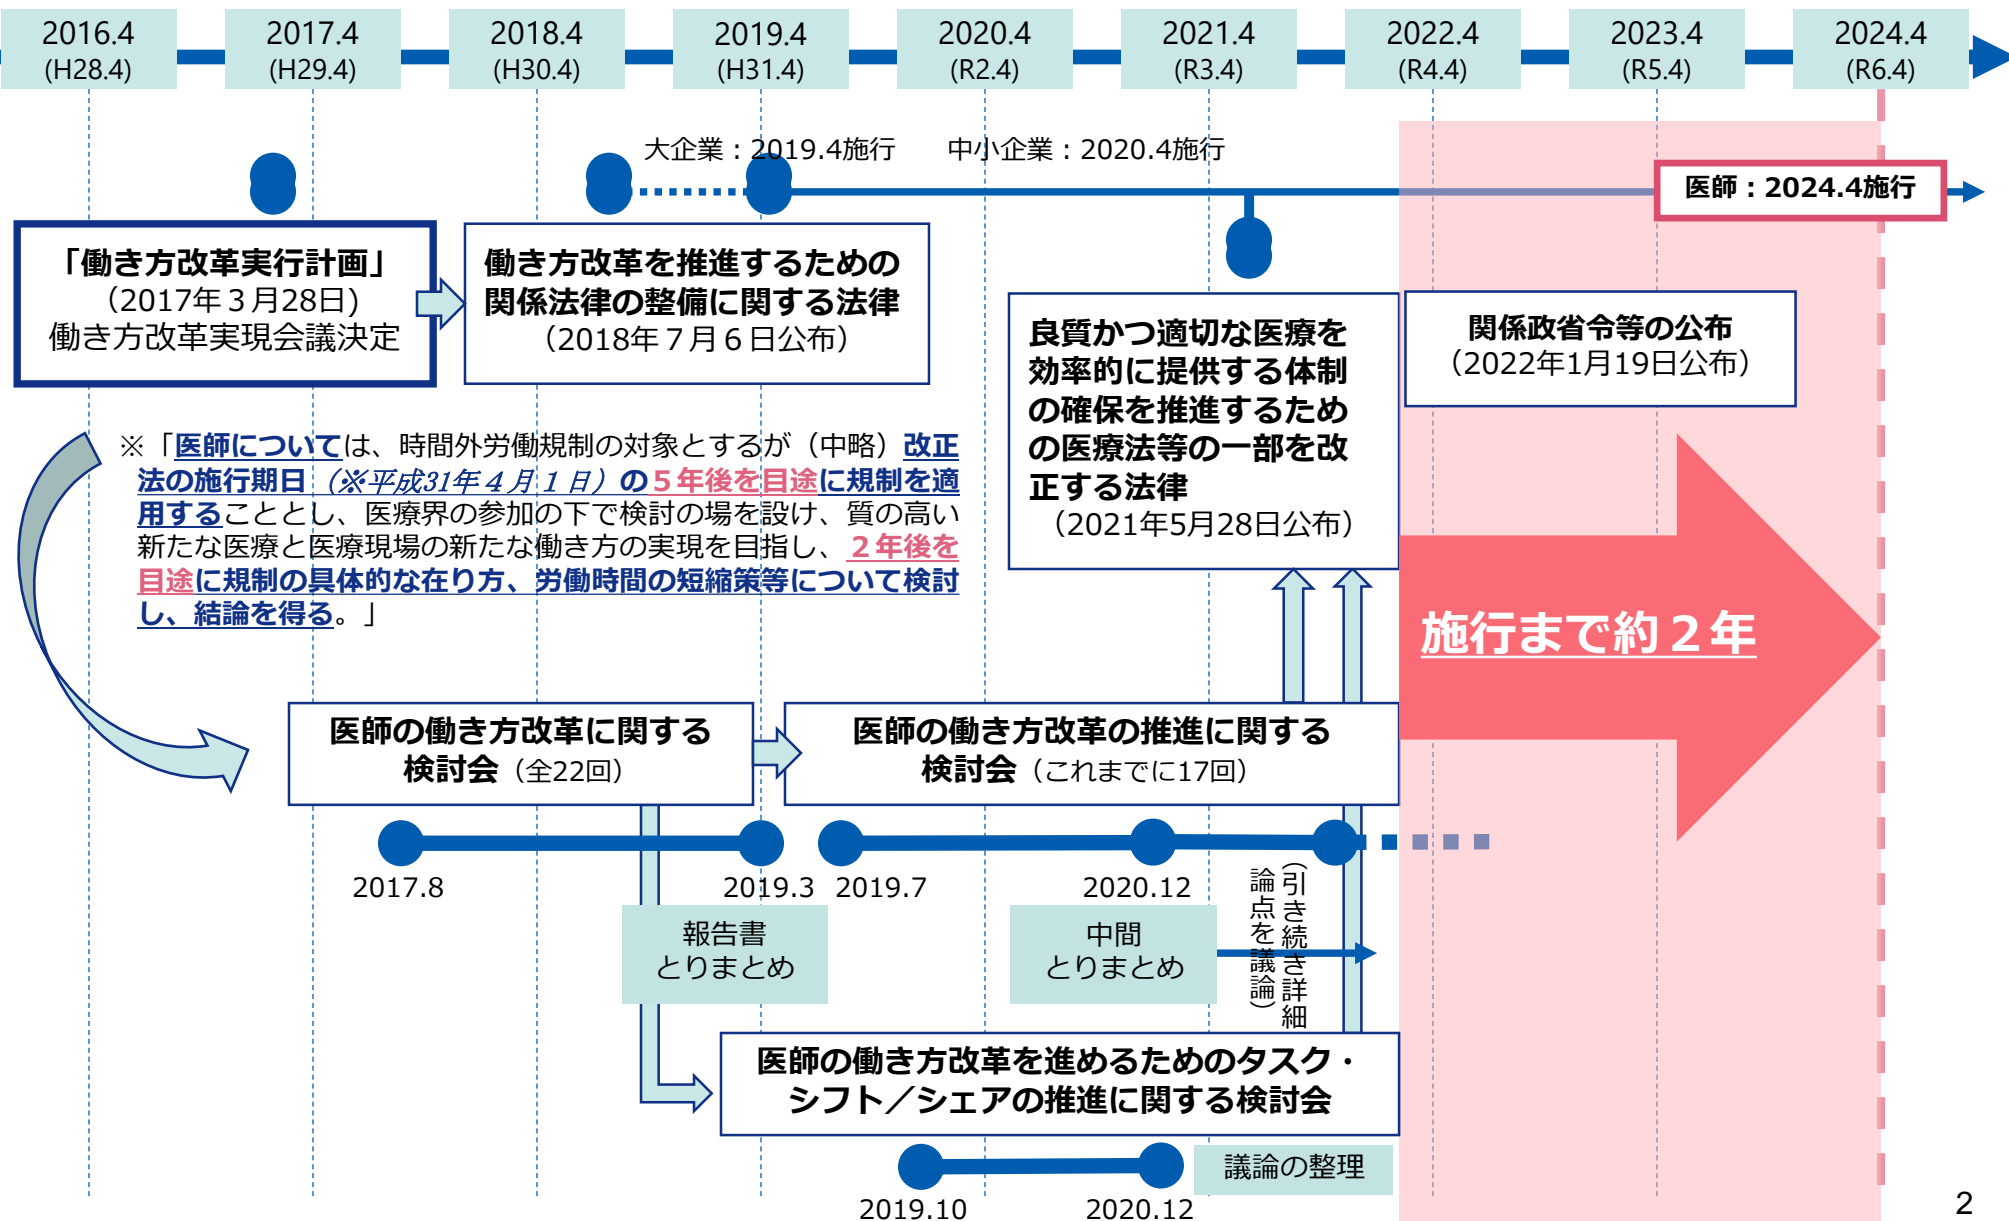 2016.4
(H28.4)
2017.4
(H29.4)
2018.4
(H30.4)
2019.4
(H31.4)
2020.4
(R2.4)
2021.4
(R3.4)
2022.4
(R4.4)
2023.4
(R5.4)
2024.4
(R6.4)
大企業：2019.4施行　　中小企業：2020.4施行
医師：2024.4施行
「働き方改革実行計画」
（2017年３月28日)
働き方改革実現会議決定
働き方改革を推進するための
関係法律の整備に関する法律
（2018年７月６日公布）
良質かつ適切な医療を
効率的に提供する体制
の確保を推進するため
の医療法等の一部を改
正する法律
（2021年5月28日公布）
関係政省令等の公布
（2022年1月19日公布）
※「医師については、時間外労働規制の対象とするが（中略）改正
法の施行期日（※平成31年４月１日）の５年後を目途に規制を適
用することとし、医療界の参加の下で検討の場を設け、質の高い
新たな医療と医療現場の新たな働き方の実現を目指し、２年後を
目途に規制の具体的な在り方、労働時間の短縮策等について検討
し、結論を得る。」
施行まで約２年
医師の働き方改革に関する
検討会（全22回）
医師の働き方改革の推進に関する
検討会（これまでに17回）
2017.8
2019.3
2019.7
2020.12
報告書
とりまとめ
中間
とりまとめ
（引き続き詳細
論点を議論）
医師の働き方改革を進めるためのタスク・
シフト／シェアの推進に関する検討会
議論の整理
2019.10
2020.12
2